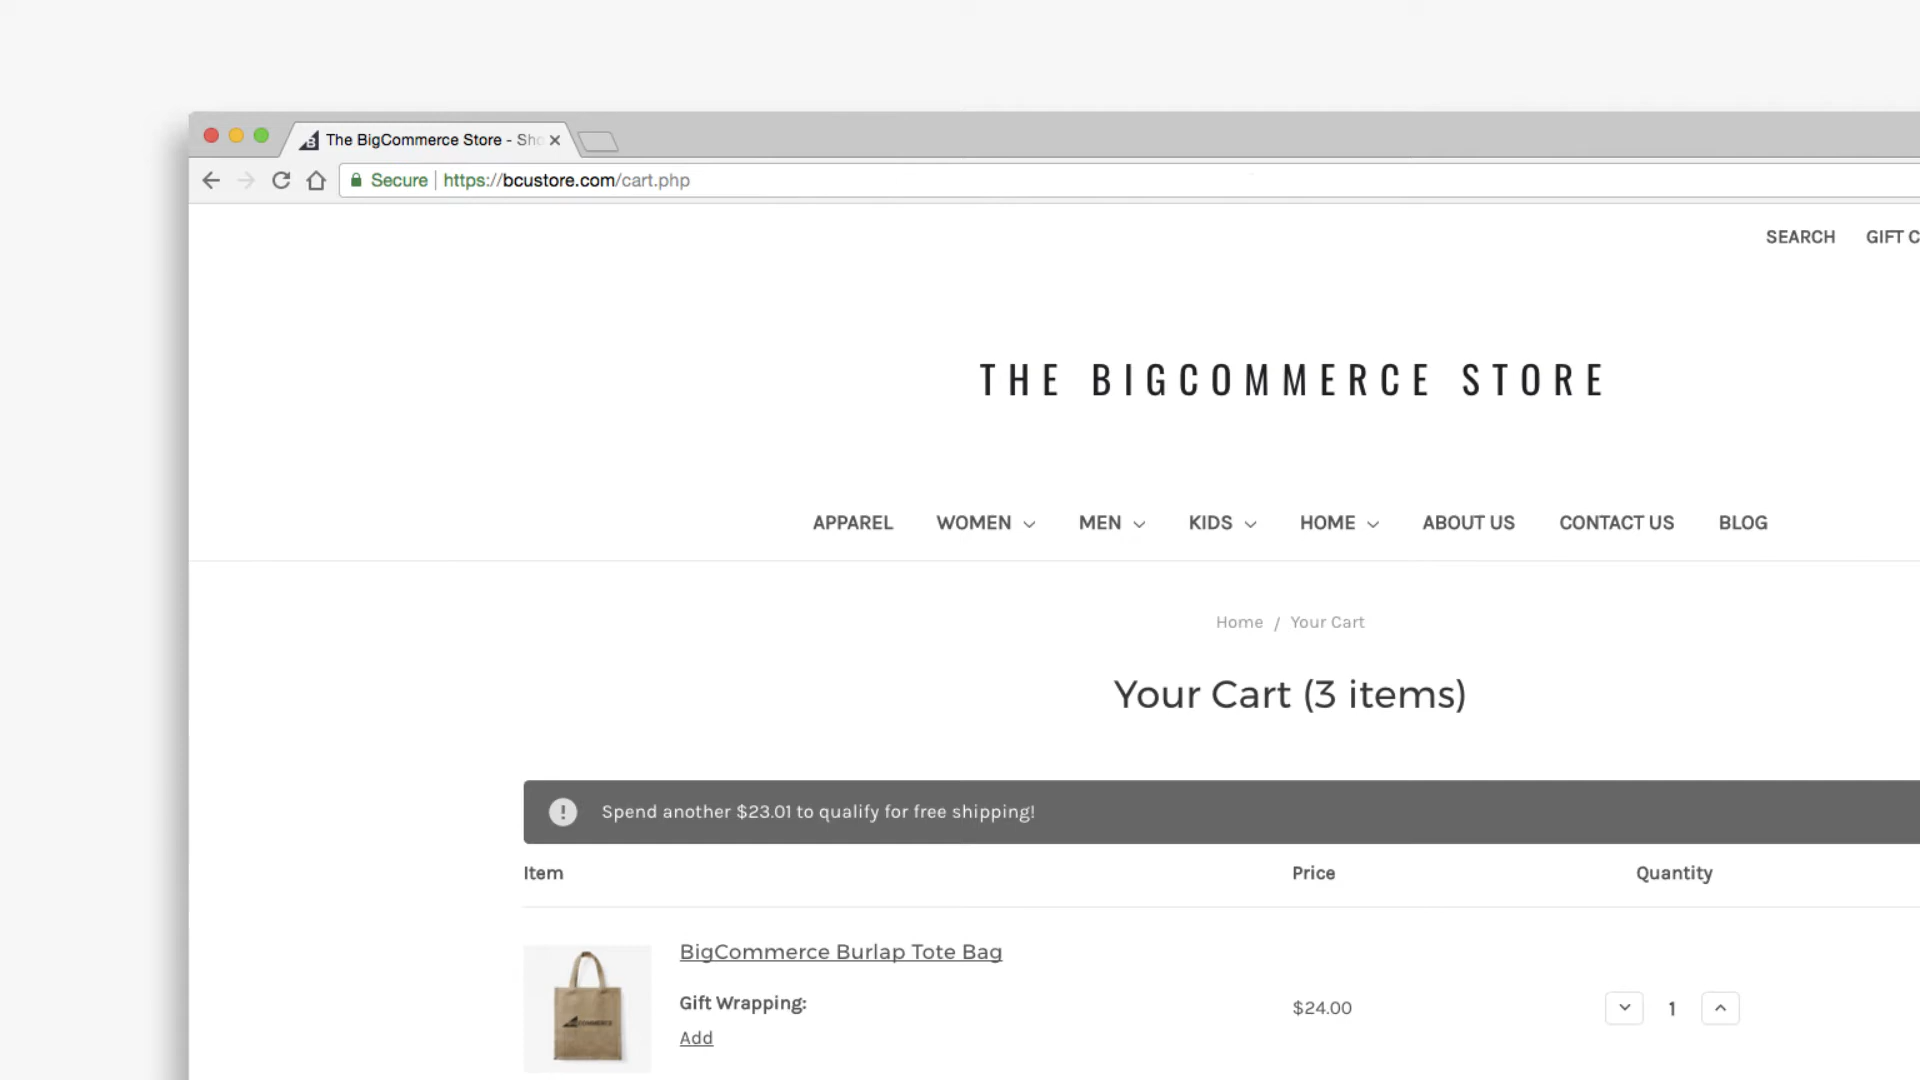 The BigCommerce Store - Sho
Secure | https://bcustore.com/cart.php
SEARCH GIFT C
THE BIGCOMMERCE STORE
APPAREL WOMEN MEN KIDS HOME ABOUT US CONTACT US BLOG
Home / Your Cart
Your Cart (3 items)
Spend another $23.01 to qualify for free shipping!
Item Price Quantity
BigCommerce Burlap Tote Bag
Gift Wrapping:
$24.00 1
COMMERCE
Add